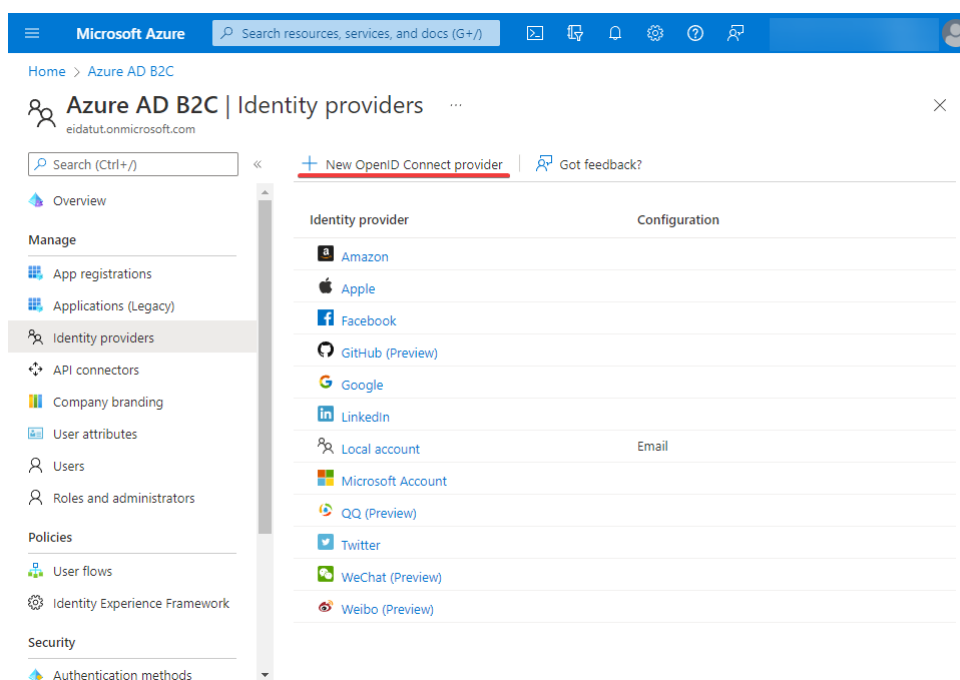 Microsoft Azure
Search resources, services, and docs (G+/)
Home > Azure AD B2C
Azure AD B2C | Identity providers ...
eidatut.onmicrosoft.com
Search (Ctrl+/)
«
New OpenID Connect provider
Got feedback?
Overview
Manage
App registrations
Applications (Legacy)
Identity providers
API connectors
Company branding
User attributes
Users
Roles and administrators
Policies
User flows
Identity Experience Framework
Security
Authentication methods
Identity provider Configuration
Amazon
Apple
Facebook
GitHub (Preview)
Google
LinkedIn
Local account Email
Microsoft Account
QQ (Preview)
Twitter
WeChat (Preview)
Weibo (Preview)